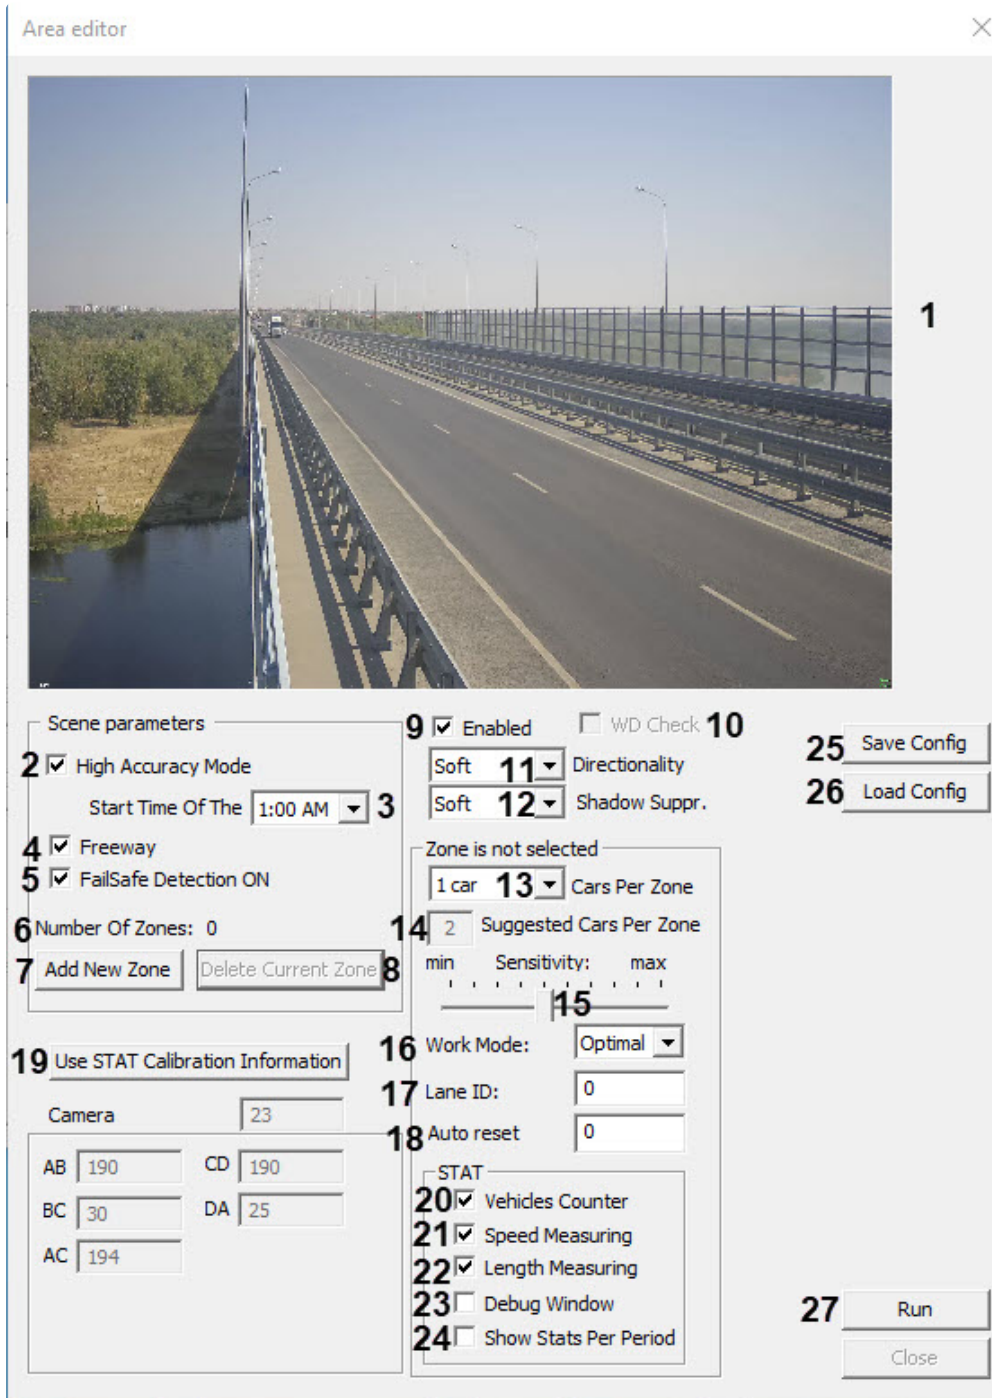 Area editor
1
Scene parameters
2 High Accuracy Mode
Start Time Of The 1:00 AM 3
4 Freeway
5 FailSafe Detection ON
6 Number Of Zones: 0
7 Add New Zone Delete Current Zone 8
9 Enabled WD Check 10
Soft 11 Directionality
Soft 12 Shadow Suppr.
25 Save Config
26 Load Config
Zone is not selected
1 car 13 Cars Per Zone
14 2 Suggested Cars Per Zone
min Sensitivity: max
15
16 Work Mode: Optimal
17 Lane ID: 0
18 Auto reset 0
19 Use STAT Calibration Information
Camera 23
AB 190 CD 190
BC 30 DA 25
AC 194
STAT
20 Vehicles Counter
21 Speed Measuring
22 Length Measuring
23 Debug Window
24 Show Stats Per Period
27 Run
Close